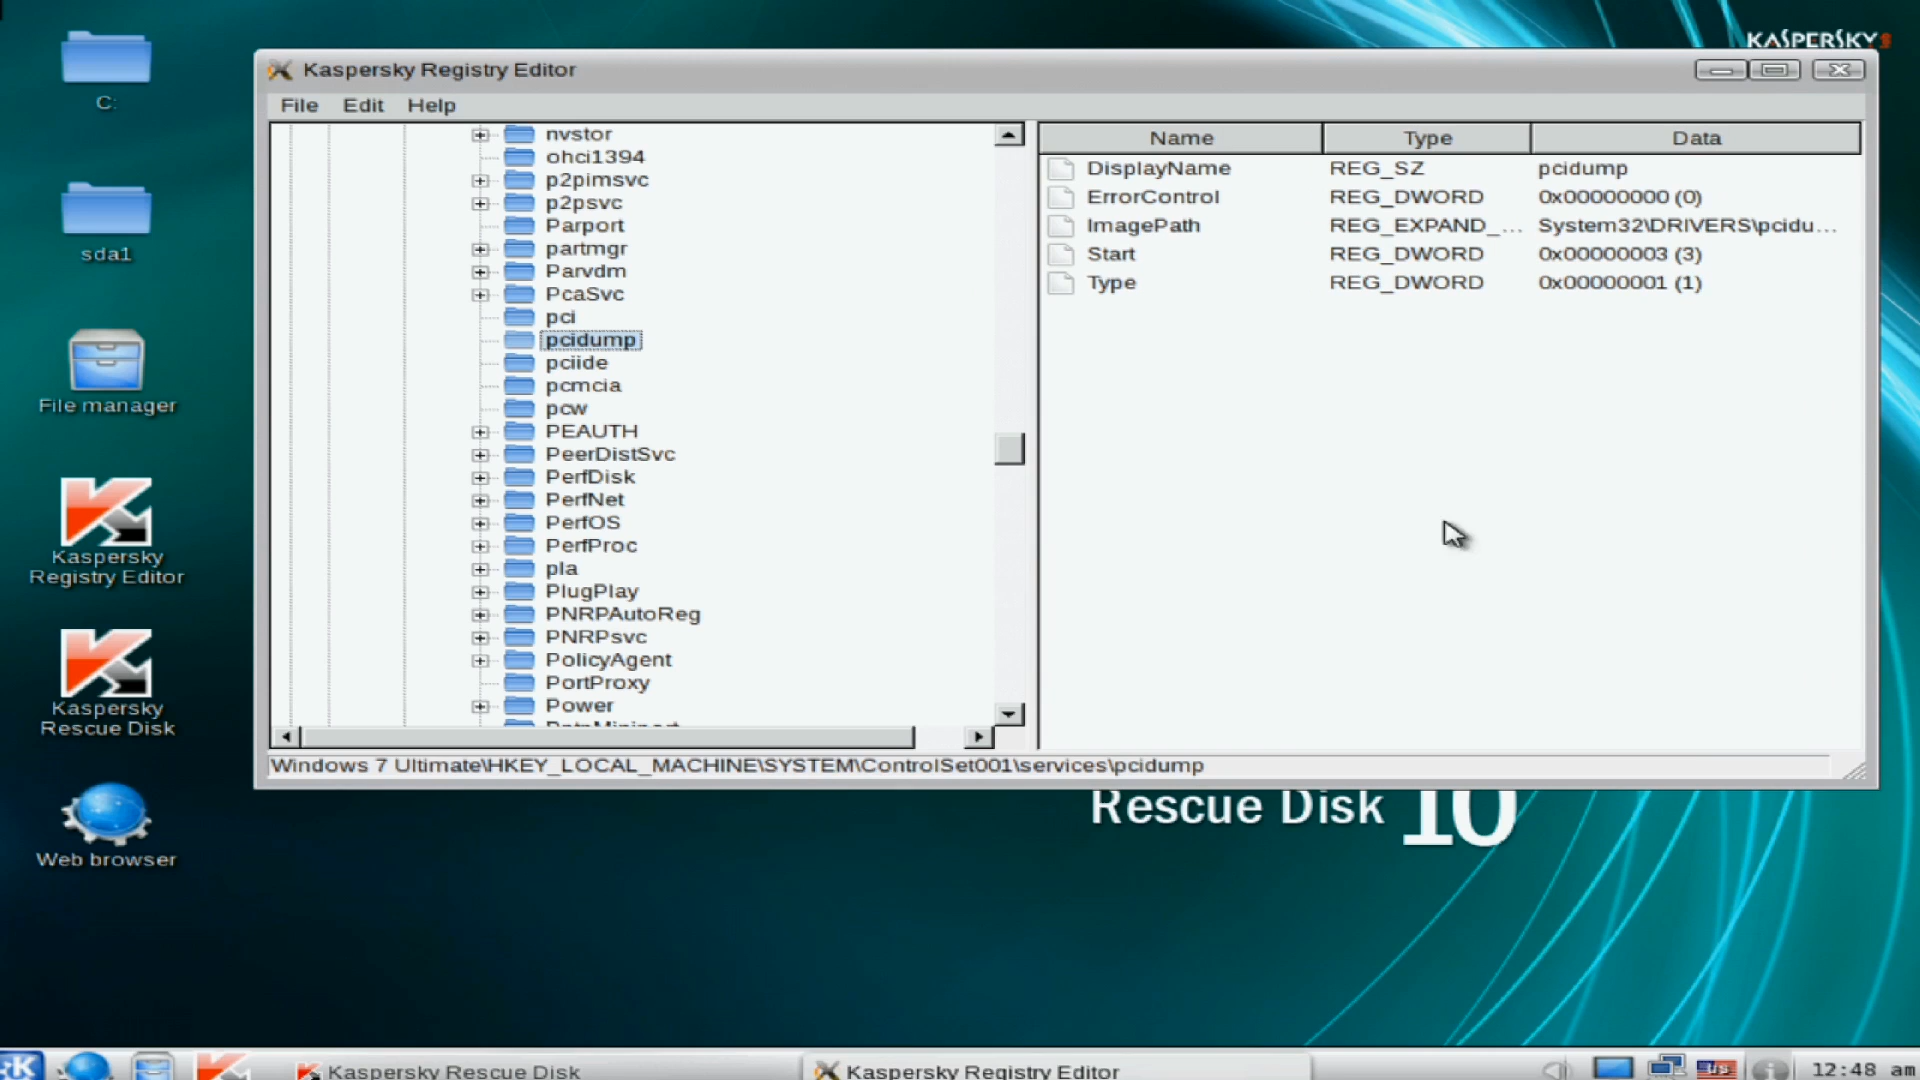 KASPERSKY
C:
sda1
File manager
Kaspersky
Registry Editor
Kaspersky
Rescue Disk
Web browser
Kaspersky Registry Editor
File Edit Help
nvstor
ohci1394
p2pimsvc
p2psvc
Parport
partmgr
Parvdm
PcaSvc
pci
pcidump
pciide
pcmcia
pcw
PEAUTH
PeerDistSvc
PerfDisk
PerfNet
PerfOS
PerfProc
pla
PlugPlay
PNRPAutoReg
PNRPsvc
PolicyAgent
PortProxy
Power
Name Type Data
DisplayName REG_SZ pcidump
ErrorControl REG_DWORD 0x00000000 (0)
ImagePath REG_EXPAND_... System32\DRIVERS\pcidu...
Start REG_DWORD 0x00000003 (3)
Type REG_DWORD 0x00000001 (1)
Windows 7 Ultimate\HKEY_LOCAL_MACHINE\SYSTEM\ControlSet001\services\pcidump
Rescue Disk 10
Kaspersky Rescue Disk
Kaspersky Registry Editor
us
12:48 am